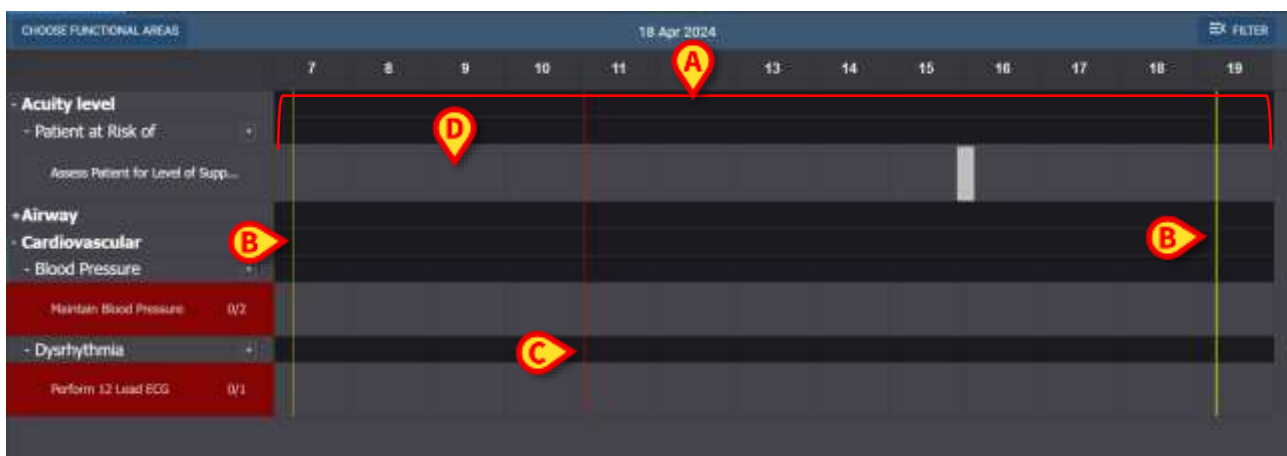 CHOOSE FUNCTIONAL AREAS
18 Apr 2024
FILTER
7 8 9 10 11 A 13 14 15 16 17 18 19
- Acuity level
- Patient at Risk of +
D
Assess Patient for Level of Supp...
+Airway
- Cardiovascular
B B
- Blood Pressure +
Maintain Blood Pressure 0/2
- Dysrhythmia +
C
Perform 12 Lead ECG 0/1